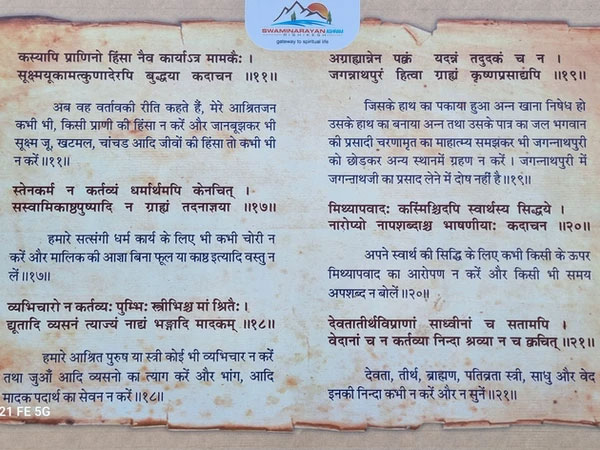 SWAMINARAYAN
gateway to spiritual life
कस्यापि प्राणिनो हिंसा नैव कार्याऽत्र मामकैः ।
सूक्ष्मयूकामत्कुणादेरपि बुद्धया कदाचन ॥११॥
अब वह वर्तावकी रीति कहते हैं, मेरे आश्रितजन
कभी भी, किसी प्राणी की हिंसा न करें और जानबूझकर भी
सूक्ष्म जू, खटमल, चांचड आदि जीवों की हिंसा तो कभी भी
न करें ॥११॥
स्तेनकर्म न कर्तव्यं धर्मार्थमपि केनचित् ।
सस्वामिकाष्ठपुष्पादि न ग्राह्यं तदनाज्ञया ॥१७॥
हमारे सत्संगी धर्म कार्य के लिए भी कभी चोरी न
करें और मालिक की आज्ञा बिना फूल या काष्ठ इत्यादि वस्तु न
लें ॥१७॥
व्यभिचारो न कर्तव्यः पुम्भिः स्त्रीभिश्च मां श्रितैः ।
द्यूतादि व्यसनं त्याज्यं नाद्यं भङ्गादि मादकम् ॥१८॥
हमारे आश्रित पुरुष या स्त्री कोई भी व्यभिचार न करें
तथा जुआँ आदि व्यसनो का त्याग करें और भांग, आदि
मादक पदार्थ का सेवन न करें ॥१८॥
अग्राह्यान्नेन पक्वं यदन्नं तदुदकं च न ।
जगन्नाथपुरं हित्वा ग्राह्यं कृष्णप्रसाद्यपि ॥१९॥
जिसके हाथ का पकाया हुआ अन्न खाना निषेध हो
उसके हाथ का बनाया अन्न तथा उसके पात्र का जल भगवान
की प्रसादी चरणामृत का माहात्म्य समझकर भी जगन्नाथपुरी
को छोडकर अन्य स्थानमें ग्रहण न करें । जगन्नाथपुरी में
जगन्नाथजी का प्रसाद लेने में दोष नहीं है ॥१९॥
मिथ्यापवादः कस्मिंश्चिदपि स्वार्थस्य सिद्धये ।
नारोप्यो नापशब्दाश्च भाषणीयाः कदाचन ॥२०॥
अपने स्वार्थ की सिद्धि के लिए कभी किसी के ऊपर
मिथ्यापवाद का आरोपण न करें और किसी भी समय
अपशब्द न बोलें ॥२०॥
देवतातीर्थविप्राणां साध्वीनां च सतामपि ।
वेदानां च न कर्तव्या निन्दा श्रव्या न च क्वचित् ॥२१॥
देवता, तीर्थ, ब्राह्मण, पतिव्रता स्त्री, साधु और वेद
इनकी निन्दा कभी न करें और न सुनें ॥२१॥
21 FE 5G